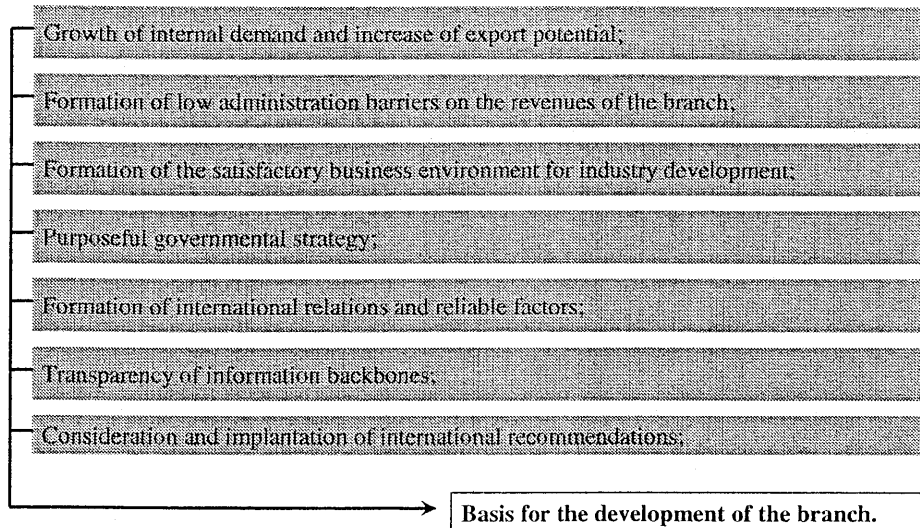 Growth of internal demand and increase of export potential;
Formation of low administration barriers on the revenues of the branch;
Formation of the satisfactory business environment for industry development;
Purposeful governmental strategy;
Formation of international relations and reliable factors;
Transparency of information backbones;
Consideration and implantation of international recommendations;
Basis for the development of the branch.